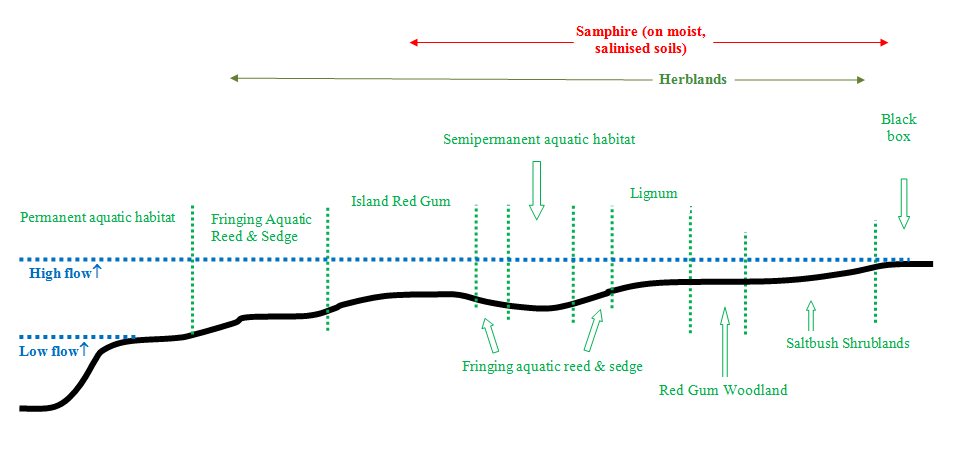 Samphire (on moist,
salinised soils)
Herblands
Black
box
Semipermanent aquatic habitat
Island Red Gum
Lignum
Permanent aquatic habitat
Fringing Aquatic
Reed & Sedge
High flow↑
Low flow↑
Saltbush Shrublands
Fringing aquatic reed & sedge
Red Gum Woodland